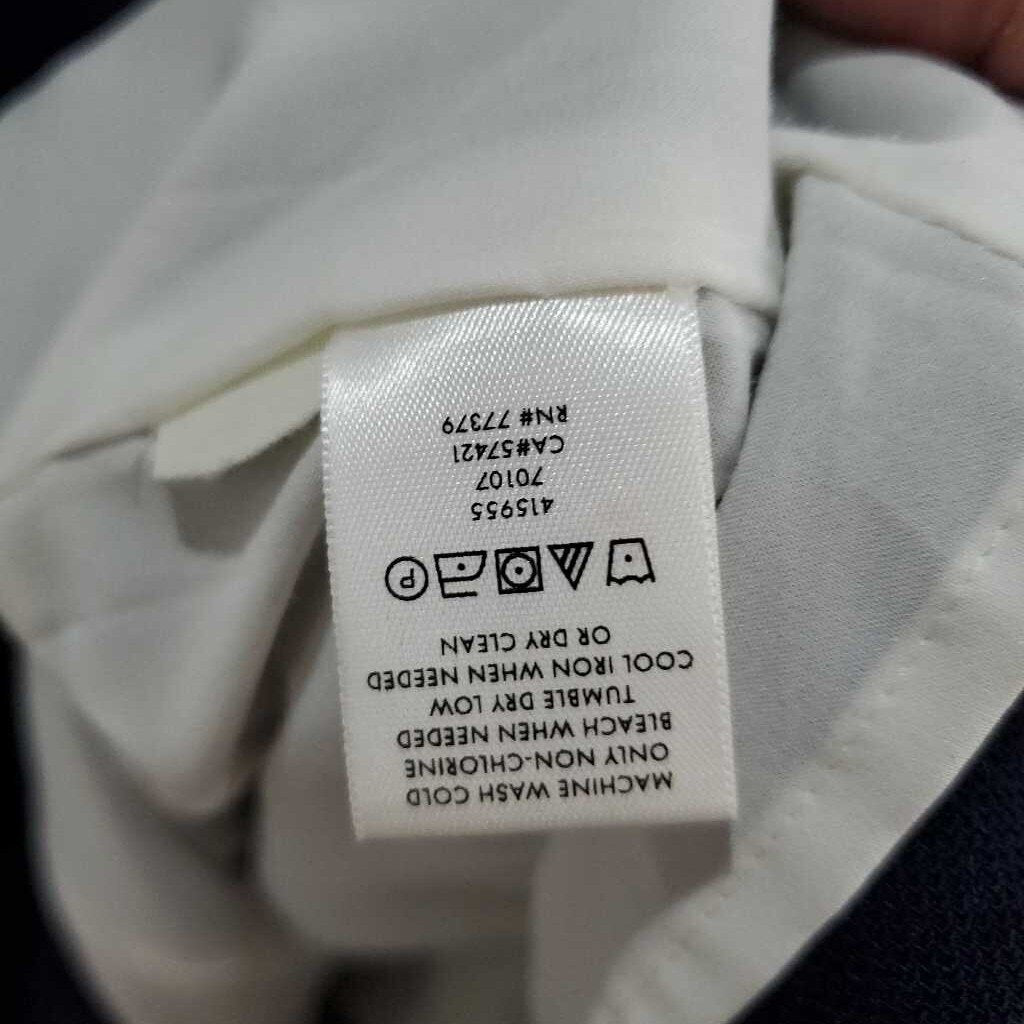 MACHINE WASH COLD
ONLY NON-CHLORINE
BLEACH WHEN NEEDED
TUMBLE DRY LOW
COOL IRON WHEN NEEDED
OR DRY CLEAN
P
415955
70107
CA#57421
RN# 77379